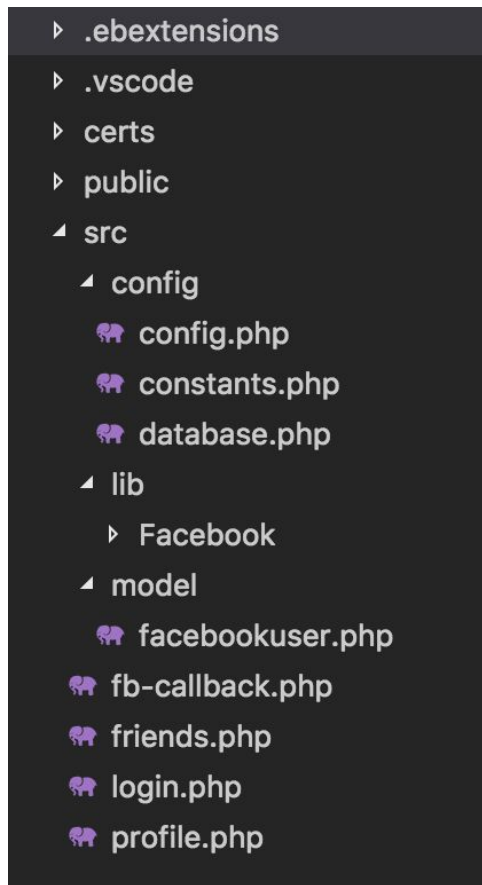 .ebextensions
.vscode
certs
public
src
config
config.php
constants.php
database.php
lib
Facebook
model
facebookuser.php
fb-callback.php
friends.php
login.php
profile.php